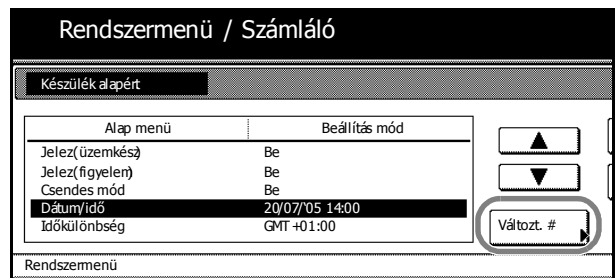 Rendszermenü / Számláló
Készülék alapért
Alap menü Beállítás mód
Jelez(üzemkész) Be
Jelez(figyelem) Be
Csendes mód Be
Dátum/idő 20/07/'05 14:00
Időkülönbség GMT +01:00
Változt. #
Rendszermenü